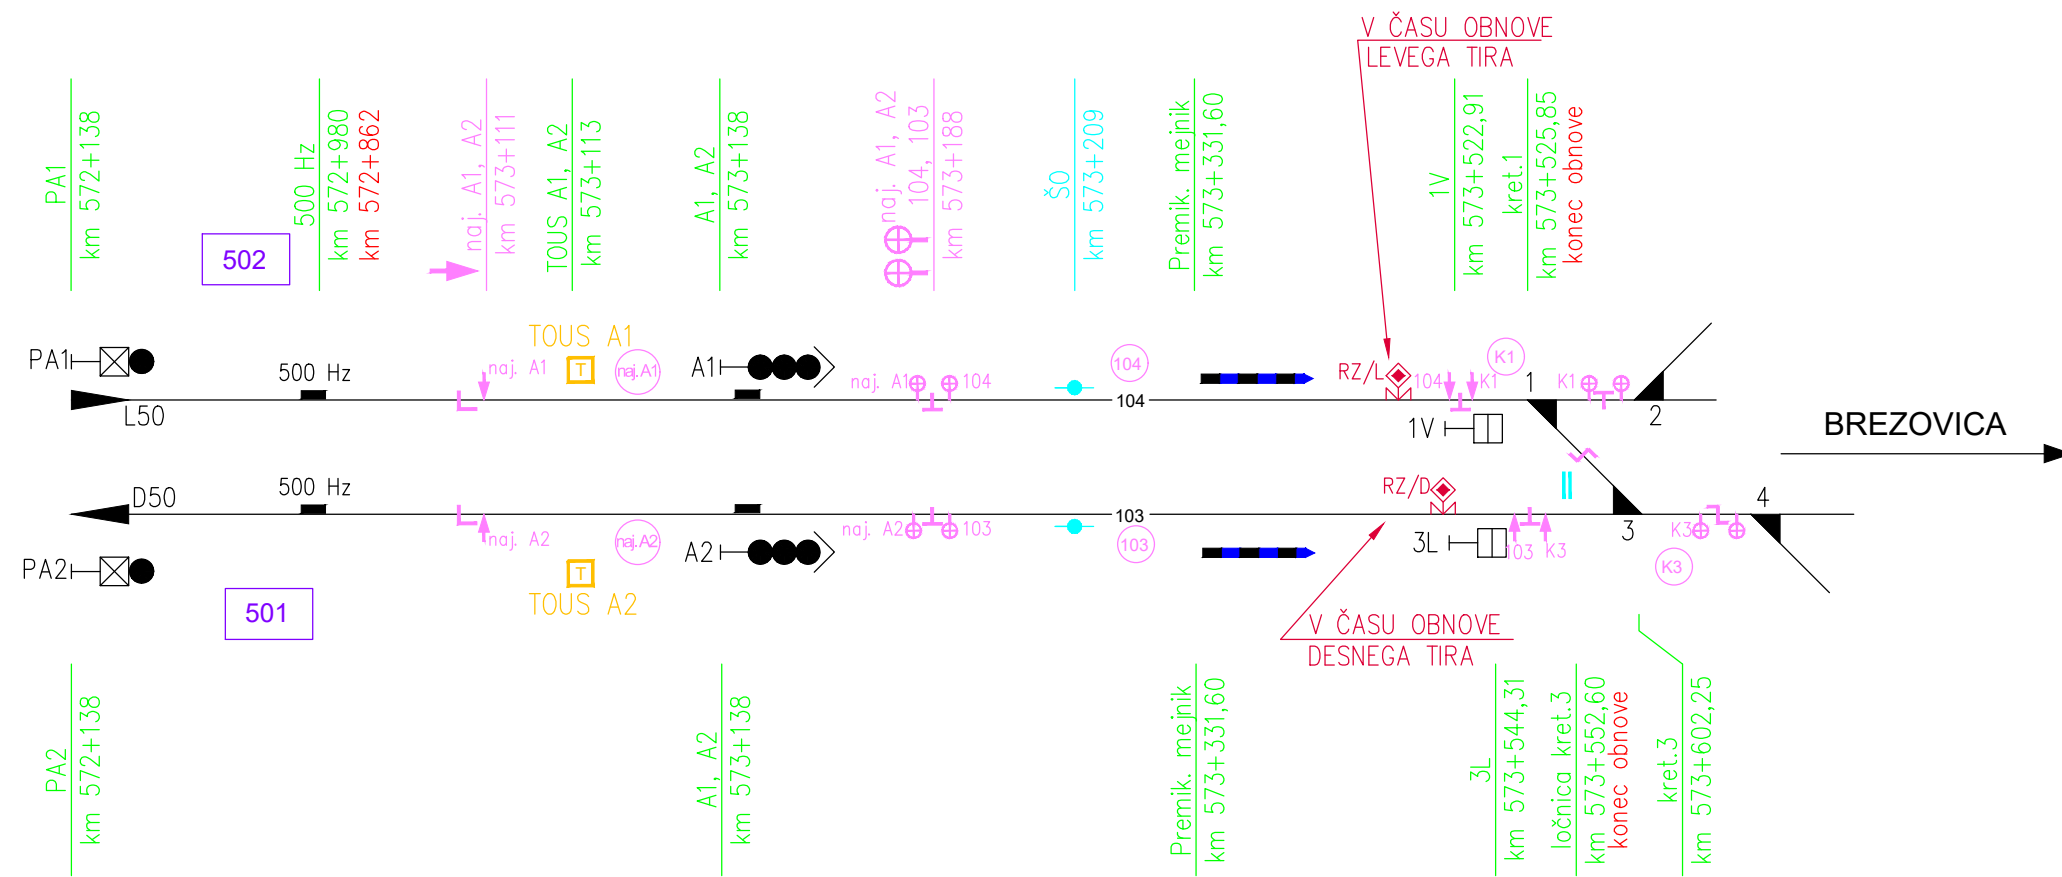 V ČASU OBNOVE
LEVEGA TIRA
PA1
km 572+138
500 Hz
km 572+980
km 572+862
naj. A1, A2
km 573+111
TOUS A1, A2
km 573+113
A1, A2
km 573+138
naj. A1, A2
104, 103
km 573+188
ŠO
km 573+209
Premik. mejnik
km 573+331,60
1V
km 573+522,91
kret.1
km 573+525,85
konec obnove
502
PA1
500 Hz
naj. A1
TOUS A1
T
naj.A1
A1
naj. A1
104
104
104
RZ/L
104
K1
K1
1
K1
2
L50
1V
BREZOVICA
D50
500 Hz
naj. A2
naj.A2
naj. A2
103
103
103
RZ/D
103
K3
3
K3
K3
4
PA2
T
TOUS A2
A2
3L
501
V ČASU OBNOVE
DESNEGA TIRA
PA2
km 572+138
A1, A2
km 573+138
Premik. mejnik
km 573+331,60
3L
km 573+544,31
ločnica kret.3
km 573+552,60
konec obnove
kret.3
km 573+602,25